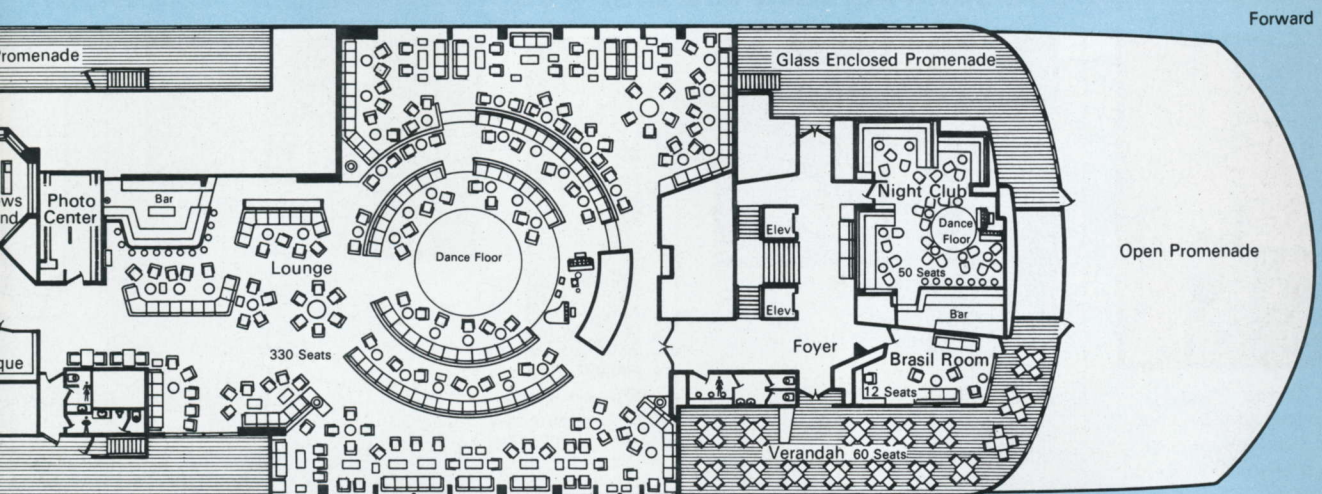 Forward
Promenade
Glass Enclosed Promenade
Photo
Center
Bar
Night Club
Elev.
Dance
Floor
Dance Floor
Open Promenade
Lounge
50 Seats
Elev.
Bar
330 Seats
Foyer
Brasil Room
12 Seats
Verandah 60 Seats